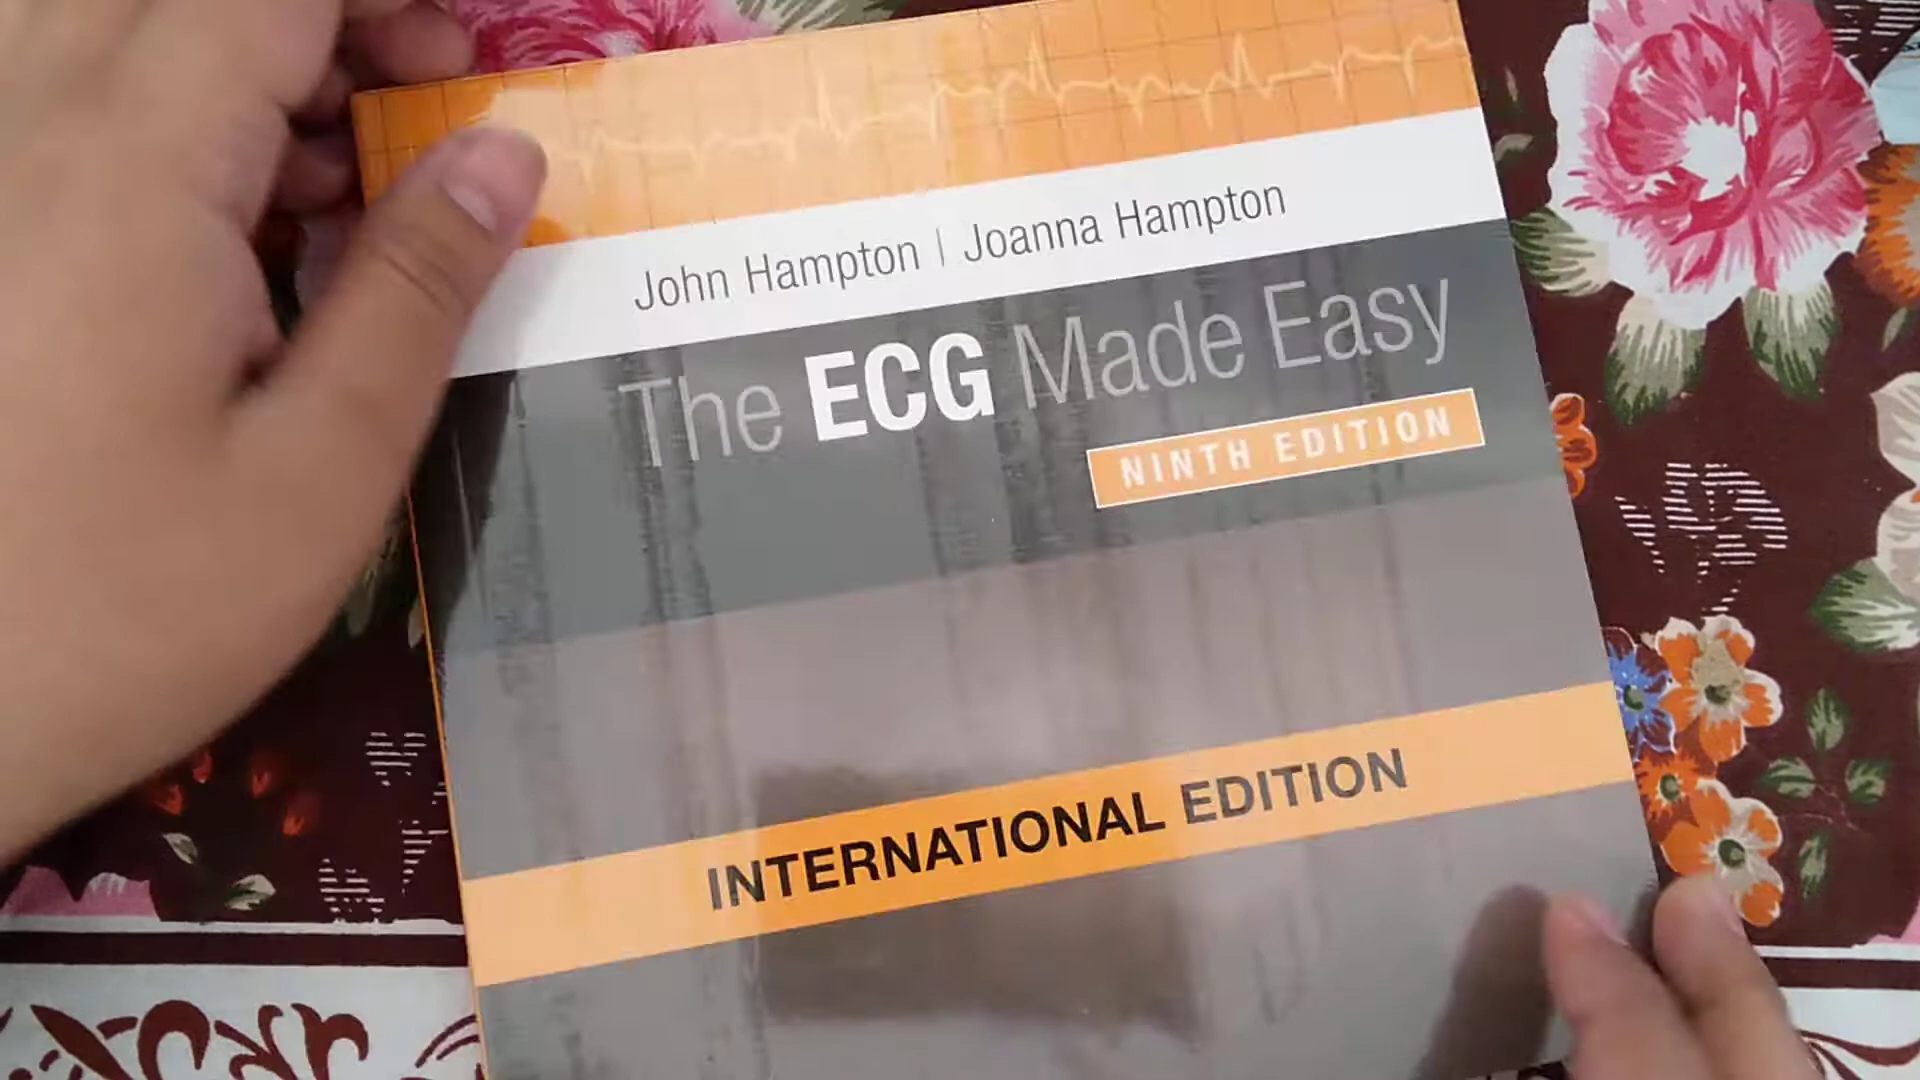 John Hampton | Joanna Hampton
The ECG Made Easy
NINTH EDITION
INTERNATIONAL EDITION